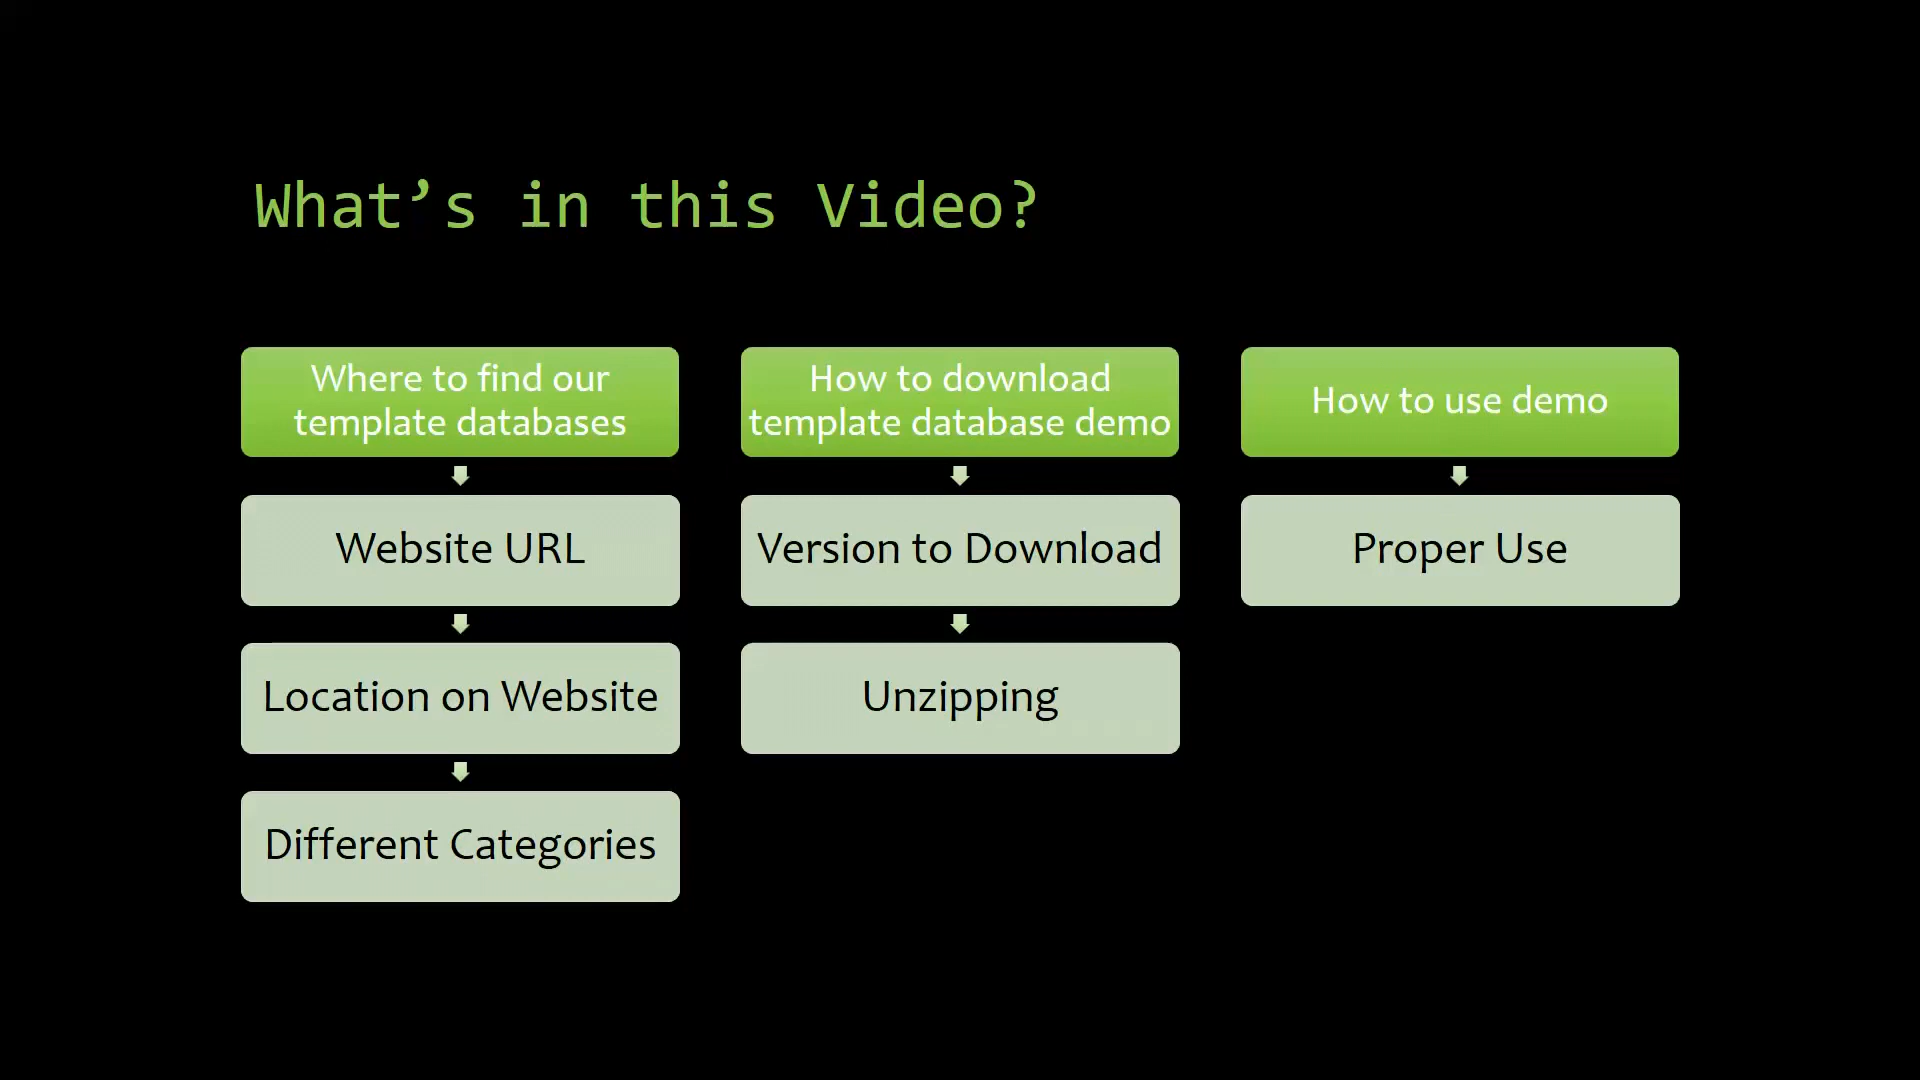 What’s in this Video?
Where to find our
template databases
Website URL
Location on Website
Different Categories
How to download
template database demo
Version to Download
Unzipping
How to use demo
Proper Use